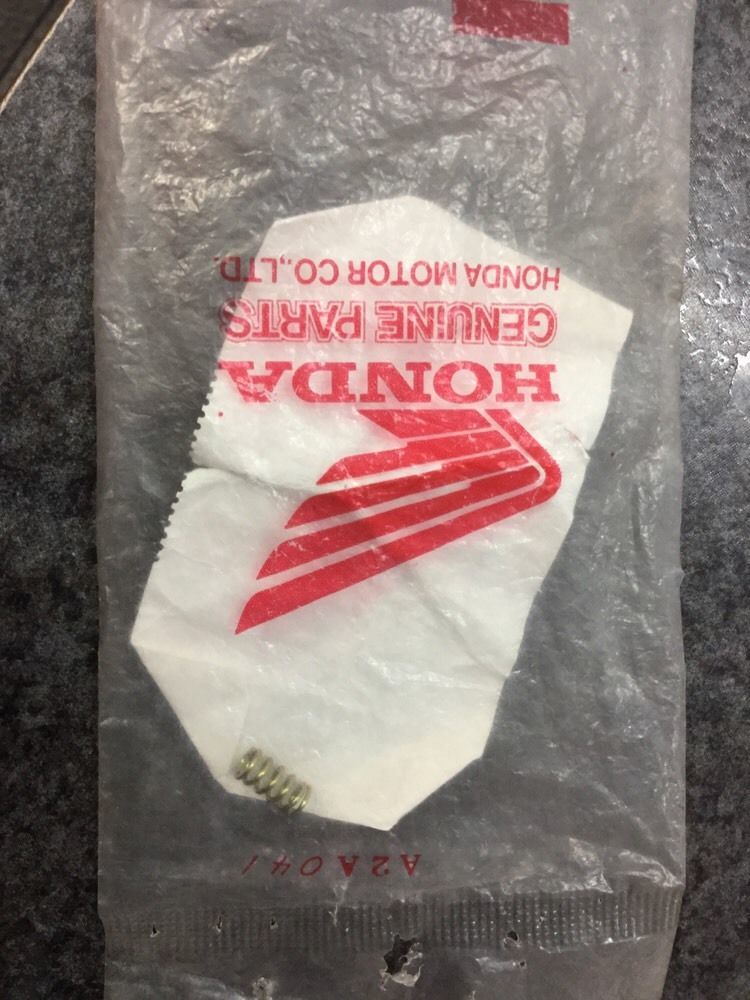 A2A041
HONDA
GENUINE PARTS
HONDA MOTOR CO.,LTD.